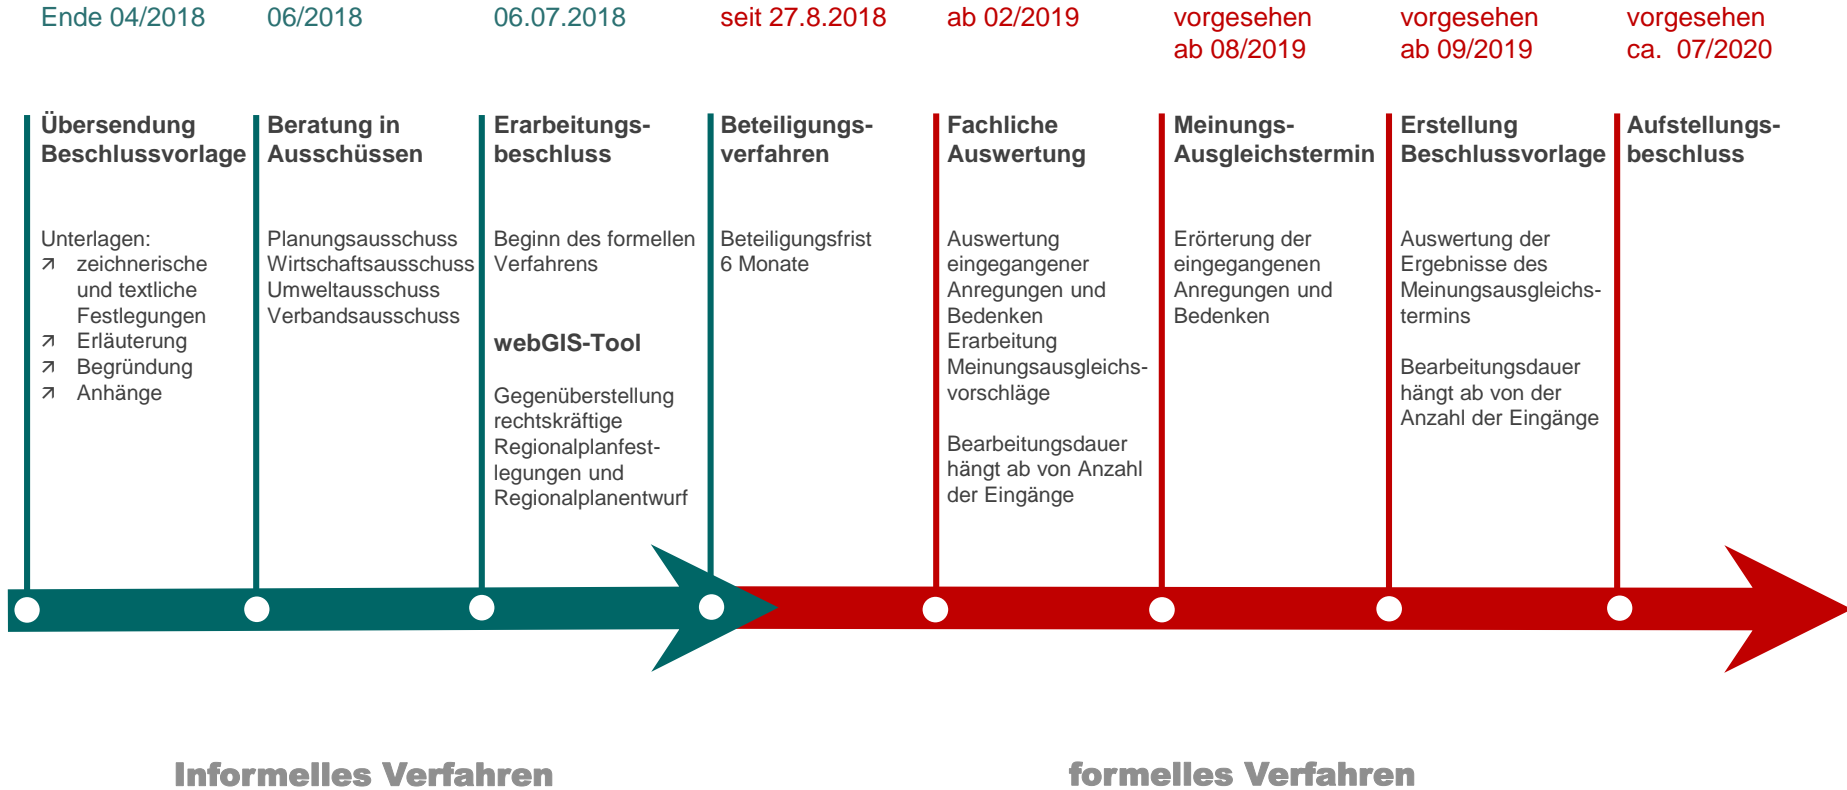 Ende 04/2018
Übersendung
Beschlussvorlage
Unterlagen:
↗ zeichnerische
und textliche
Festlegungen
↗ Erläuterung
↗ Begründung
↗ Anhänge
06/2018
Beratung in
Ausschüssen
Planungsausschuss
Wirtschaftsausschuss
Umweltausschuss
Verbandsausschuss
06.07.2018
Erarbeitungs-
beschluss
Beginn des formellen
Verfahrens
webGIS-Tool
Gegenüberstellung
rechtskräftige
Regionalplanfest-
legungen und
Regionalplanentwurf
seit 27.8.2018
Beteiligungs-
verfahren
Beteiligungsfrist
6 Monate
ab 02/2019
Fachliche
Auswertung
Auswertung
eingegangener
Anregungen und
Bedenken
Erarbeitung
Meinungsausgleichs-
vorschläge
Bearbeitungsdauer
hängt ab von Anzahl
der Eingänge
vorgesehen
ab 08/2019
Meinungs-
Ausgleichstermin
Erörterung der
eingegangenen
Anregungen und
Bedenken
vorgesehen
ab 09/2019
Erstellung
Beschlussvorlage
Auswertung der
Ergebnisse des
Meinungsausgleichs-
termins
Bearbeitungsdauer
hängt ab von der
Anzahl der Eingänge
vorgesehen
ca. 07/2020
Aufstellungs-
beschluss
Informelles Verfahren
formelles Verfahren